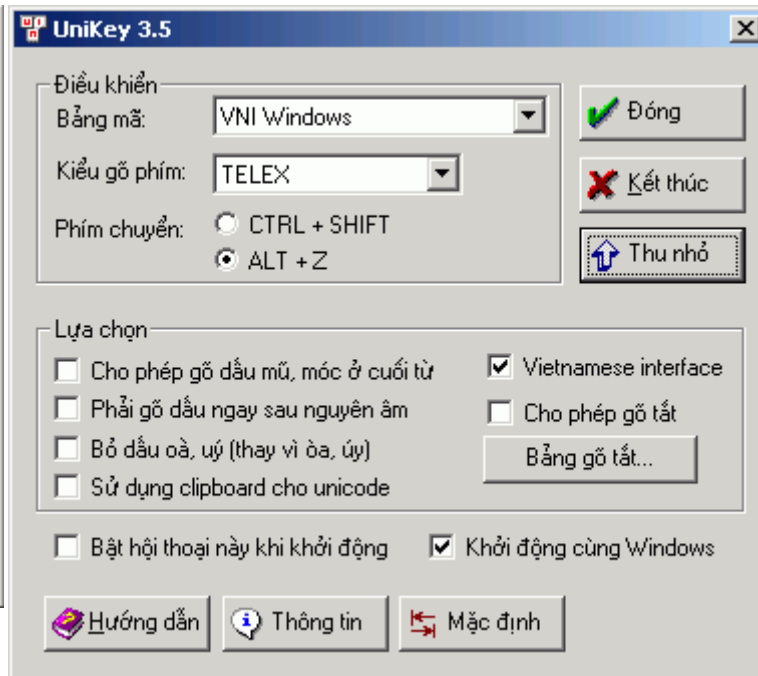 UniKey 3.5
Điều khiển
Bảng mã: VNI Windows
Kiểu gõ phím: TELEX
Phím chuyển: CTRL + SHIFT
ALT + Z
Đóng
Kết thúc
Thu nhỏ
Lựa chọn
Cho phép gõ dấu mũ, móc ở cuối từ
Phải gõ dấu ngay sau nguyên âm
Bỏ dấu oà, uý (thay vì òa, úy)
Sử dụng clipboard cho unicode
Vietnamese interface
Cho phép gõ tắt
Bảng gõ tắt...
Bật hội thoại này khi khởi động
Khởi động cùng Windows
Hướng dẫn
Thông tin
Mặc định